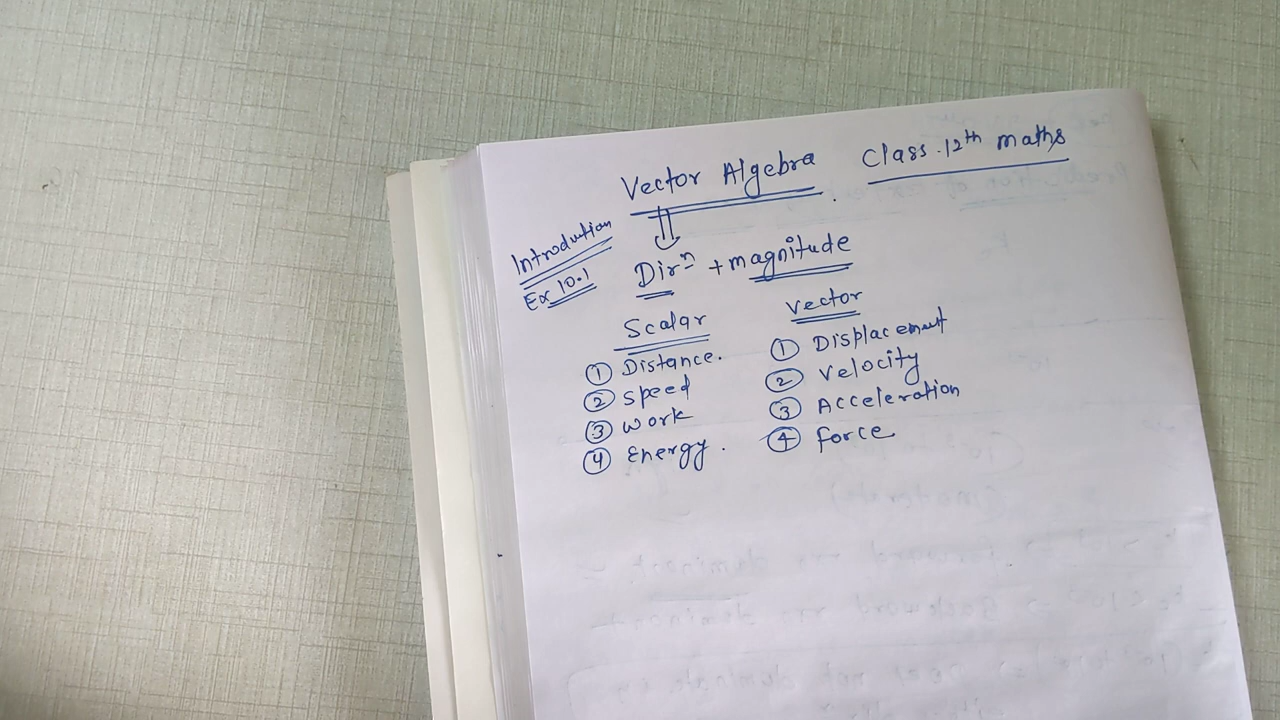 Vector Algebra Class 12th maths
Introdution
Ex 10.1
⇓
Dirⁿ + magnitude
Scalar
① Distance.
② Speed
③ Work
④ Energy.
Vector
① Displacement
② Velocity
③ Acceleration
④ force